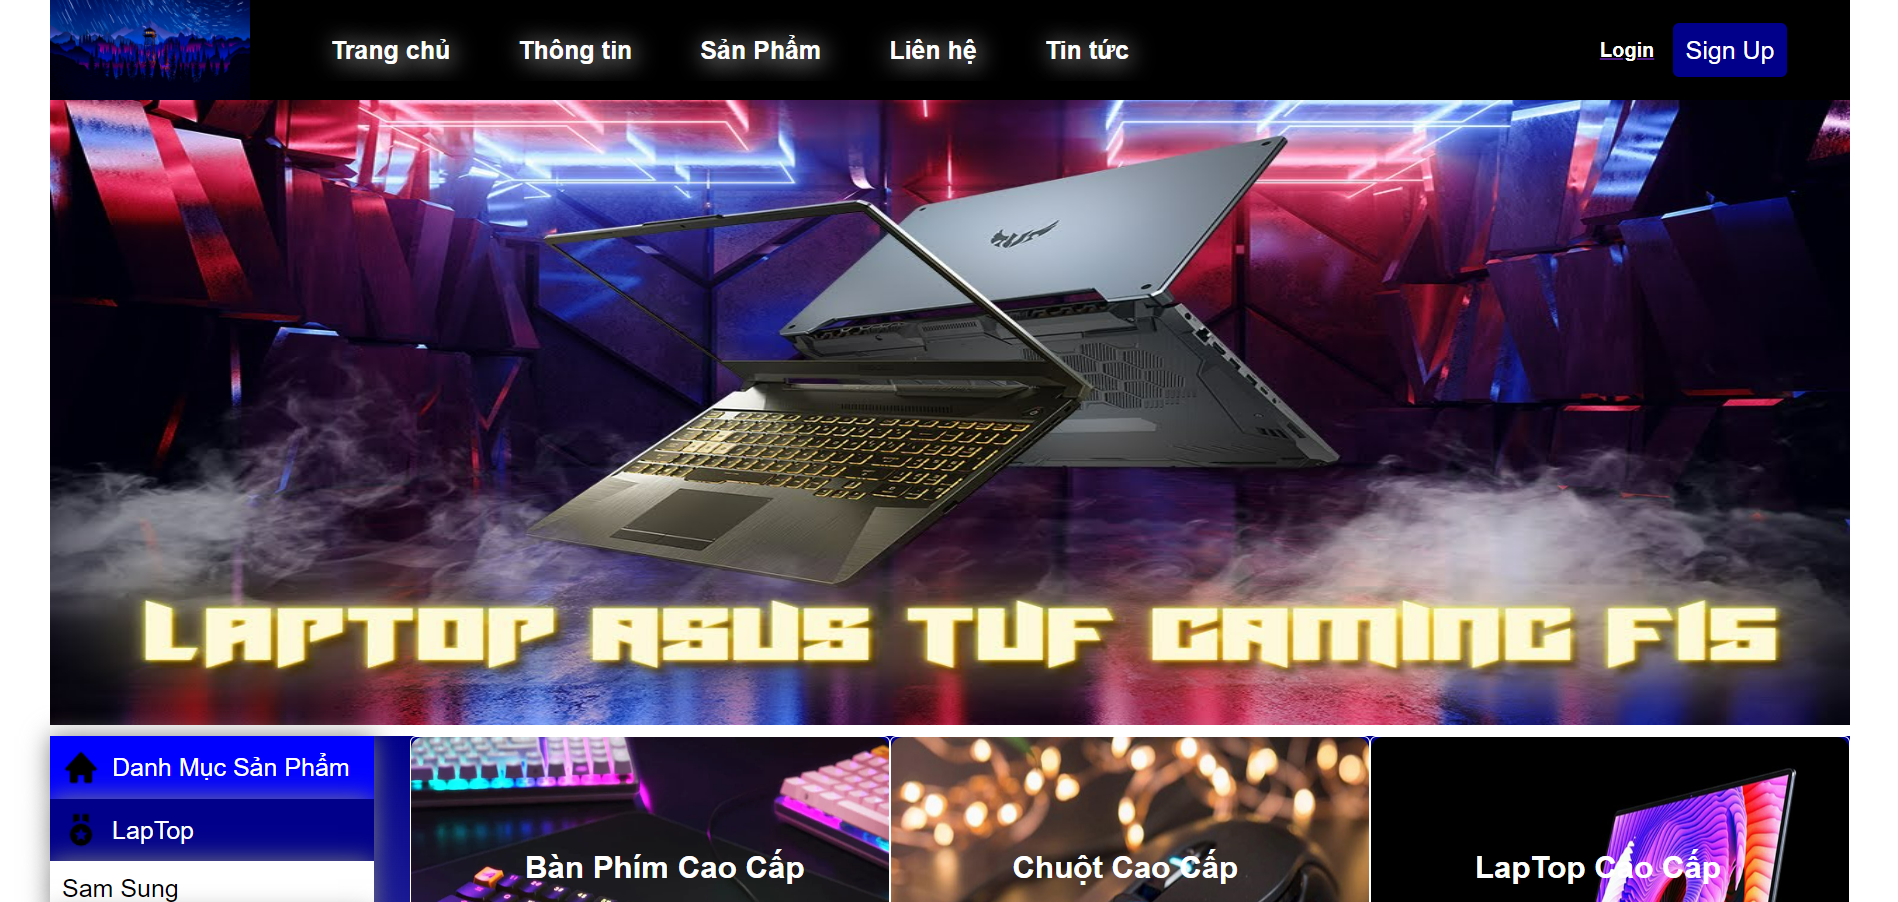 Trang chủ Thông tin Sản Phẩm Liên hệ Tin tức Login Sign Up
LAPTOP ASUS TUF GAMING F15
Danh Mục Sản Phẩm
LapTop
Sam Sung
Bàn Phím Cao Cấp
Chuột Cao Cấp
LapTop Cao Cấp